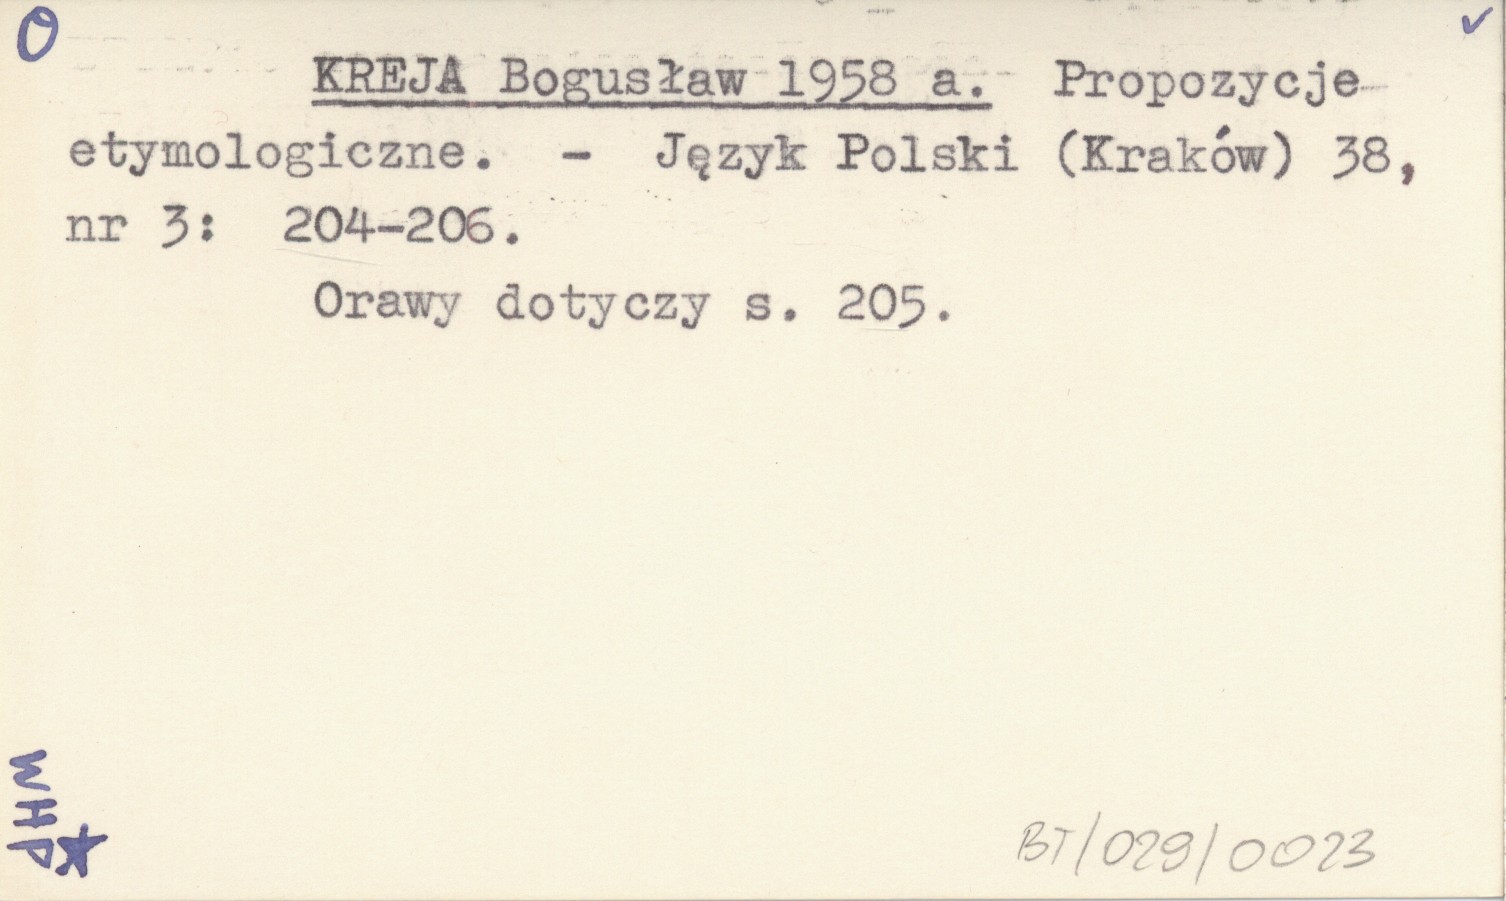 O
✓
KREJA Bogusław 1958 a. Propozycje
etymologiczne. - Język Polski (Kraków) 38,
nr 3: 204-206.
Orawy dotyczy s. 205.
WHP
BT/029/0023